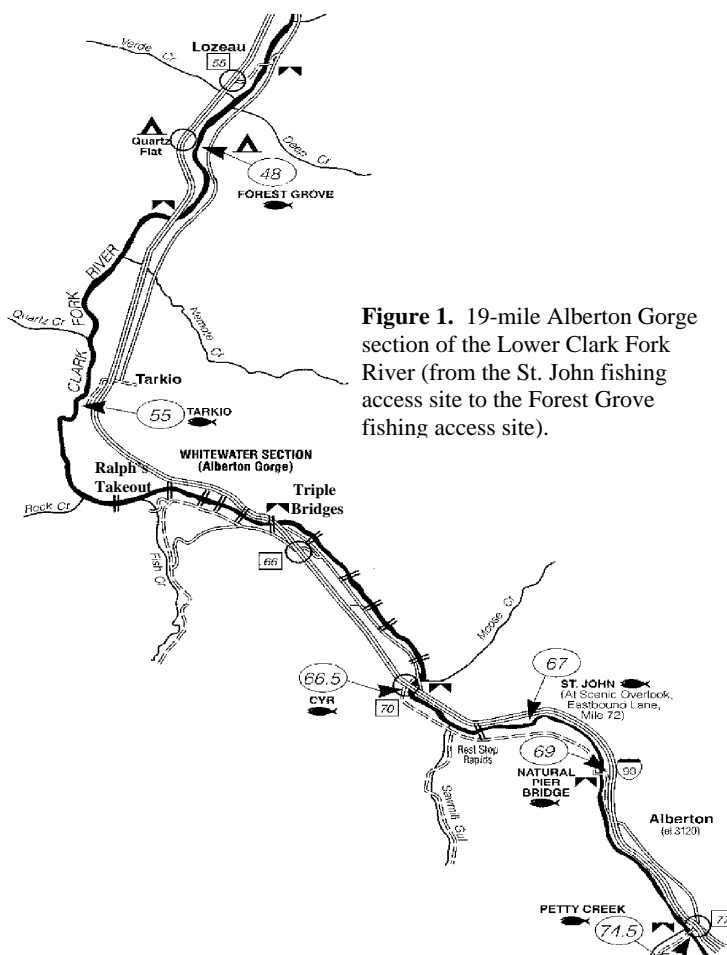 Verde Cr
Lozeau
55
Quartz
Flat
Deep Cr
48
FOREST GROVE
CLARK FORK RIVER
Nemote Cr
Quartz Cr
Figure 1. 19-mile Alberton Gorge
section of the Lower Clark Fork
River (from the St. John fishing
access site to the Forest Grove
fishing access site).
Tarkio
55
TARKIO
WHITEWATER SECTION
(Alberton Gorge)
Ralph's
Takeout
Triple
Bridges
Rock Cr
66
Fish Cr
Moose Cr
66.5
CYR
70
67
ST. JOHN
(At Scenic Overlook,
Eastbound Lane,
Mile 72)
Rest Stop
Rapids
69
NATURAL
PIER
BRIDGE
90
Sawmill Gul
Alberton
(el 3120)
PETTY CREEK
74.5
77